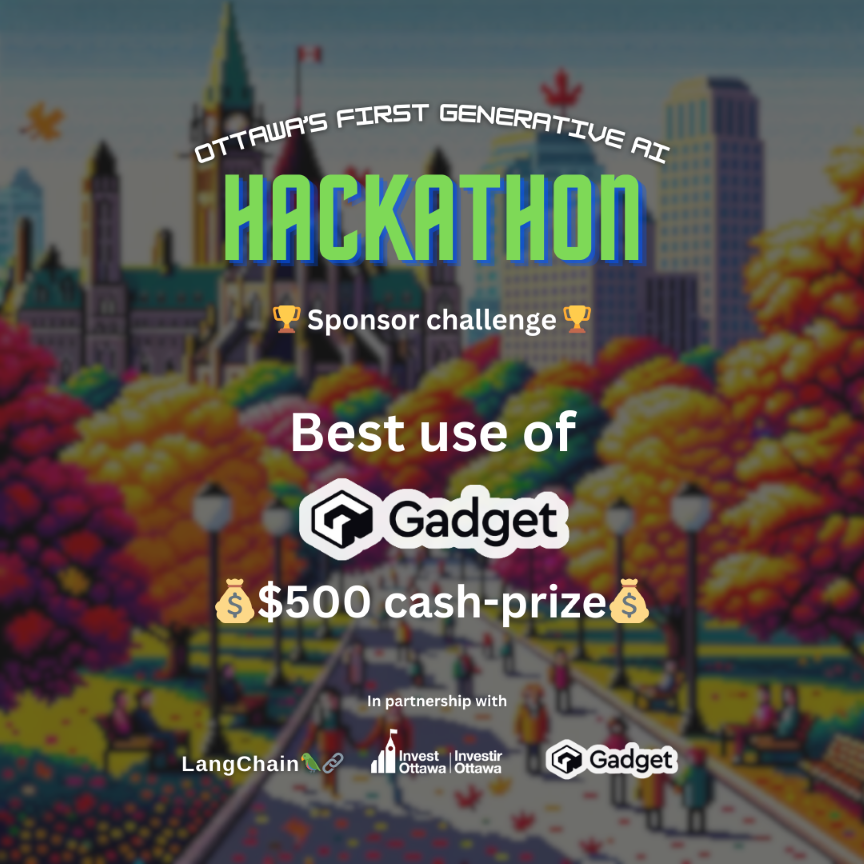 OTTAWA'S FIRST GENERATIVE AI
HACKATHON
🏆 Sponsor challenge 🏆
Best use of
Gadget
💰$500 cash-prize💰
In partnership with
LangChain🦜🔗
Invest Ottawa | Investir Ottawa
Gadget